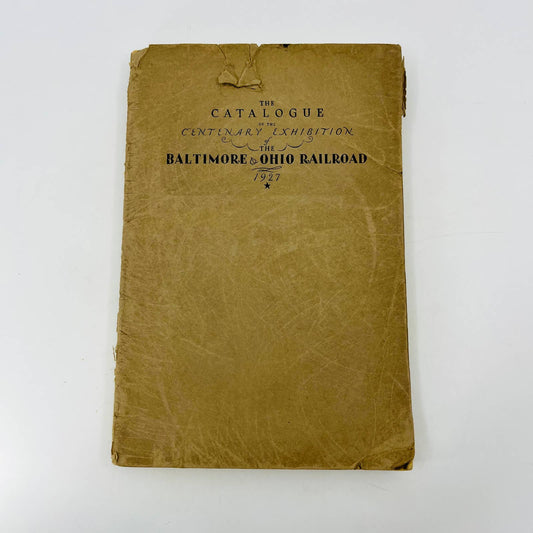 THE
CATALOGUE
OF THE
CENTENARY EXHIBITION
of
THE
BALTIMORE & OHIO RAILROAD
1927